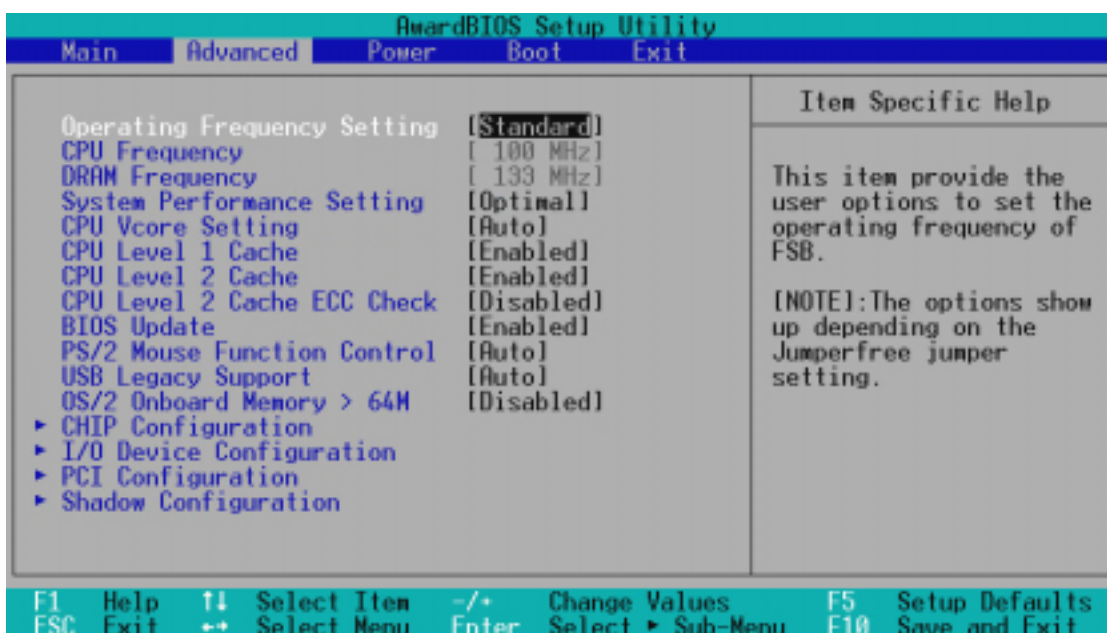 AwardBIOS Setup Utility
Main Advanced Power Boot Exit
Operating Frequency Setting [Standard]
CPU Frequency [ 100 MHz]
DRAM Frequency [ 133 MHz]
System Performance Setting [Optimal]
CPU Vcore Setting [Auto]
CPU Level 1 Cache [Enabled]
CPU Level 2 Cache [Enabled]
CPU Level 2 Cache ECC Check [Disabled]
BIOS Update [Enabled]
PS/2 Mouse Function Control [Auto]
USB Legacy Support [Auto]
OS/2 Onboard Memory > 64M [Disabled]
► CHIP Configuration
► I/O Device Configuration
► PCI Configuration
► Shadow Configuration
Item Specific Help
This item provide the
user options to set the
operating frequency of
FSB.
[NOTE]:The options show
up depending on the
Jumperfree jumper
setting.
F1 Help ↑↓ Select Item -/+ Change Values F5 Setup Defaults
ESC Exit ←→ Select Menu Enter Select ► Sub-Menu F10 Save and Exit